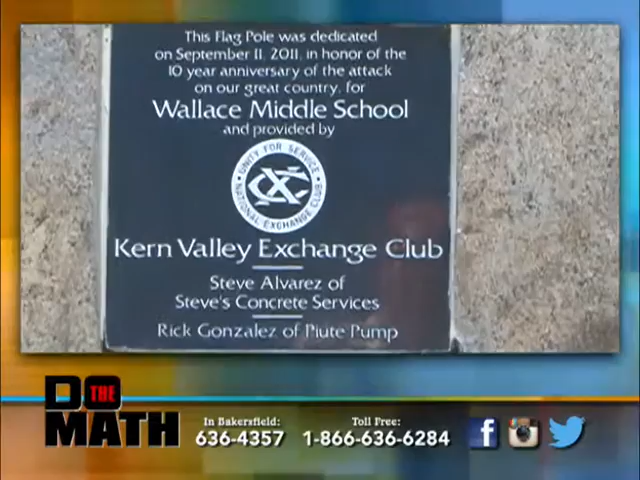 This Flag Pole was dedicated
on September 11, 2011, in honor of the
10 year anniversary of the attack
on our great country, for
Wallace Middle School
and provided by
UNITY FOR SERVICE
NATIONAL EXCHANGE CLUB
Kern Valley Exchange Club
Steve Alvarez of
Steve's Concrete Services
Rick Gonzalez of Piute Pump
DO THE
MATH
In Bakersfield:
636-4357
Toll Free:
1-866-636-6284